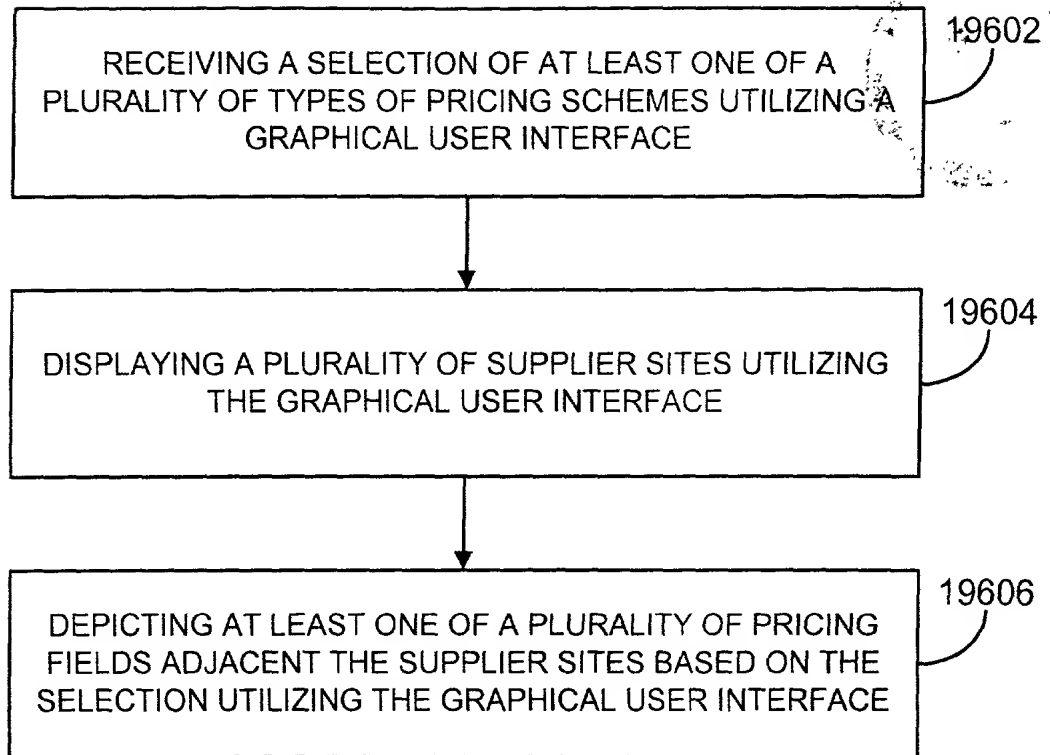 19602
RECEIVING A SELECTION OF AT LEAST ONE OF A
PLURALITY OF TYPES OF PRICING SCHEMES UTILIZING A
GRAPHICAL USER INTERFACE
19604
DISPLAYING A PLURALITY OF SUPPLIER SITES UTILIZING
THE GRAPHICAL USER INTERFACE
19606
DEPICTING AT LEAST ONE OF A PLURALITY OF PRICING
FIELDS ADJACENT THE SUPPLIER SITES BASED ON THE
SELECTION UTILIZING THE GRAPHICAL USER INTERFACE